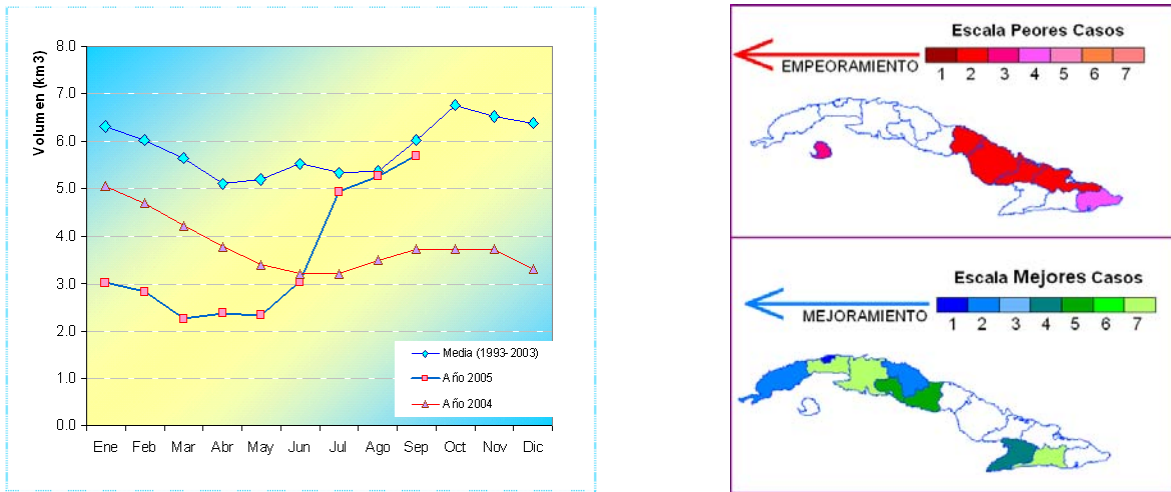 Volumen (km3)
8.0
7.0
6.0
5.0
4.0
3.0
2.0
1.0
0.0
Ene Feb Mar Abr May Jun Jul Ago Sep Oct Nov Dic
Media (1993-2003)
Año 2005
Año 2004
Escala Peores Casos
EMPEORAMIENTO
1 2 3 4 5 6 7
Escala Mejores Casos
MEJORAMIENTO
1 2 3 4 5 6 7